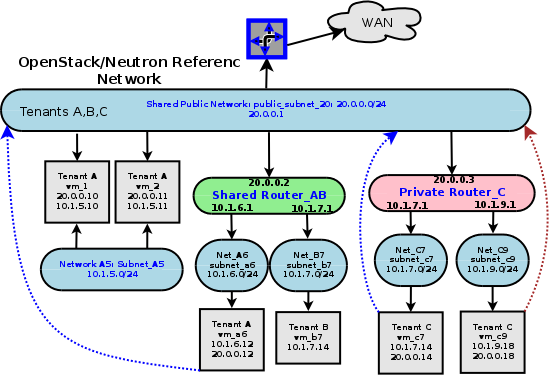 WAN
OpenStack/Neutron Referenc
Network
Tenants A,B,C
Shared Public Network: public_subnet_20: 20.0.0.0/24
20.0.0.1
Tenant A
vm_1
20.0.0.10
10.1.5.10
Tenant A
vm_2
20.0.0.11
10.1.5.11
Network A5: Subnet_A5
10.1.5.0/24
20.0.0.2
Shared Router_AB
10.1.6.1
10.1.7.1
20.0.0.3
Private Router_C
10.1.7.1
10.1.9.1
Net_A6
subnet_a6
10.1.6.0/24
Net_B7
subnet_b7
10.1.7.0/24
Net_C7
subnet_c7
10.1.7.0/24
Net_C9
subnet_c9
10.1.9.0/24
Tenant A
vm_a6
10.1.6.12
20.0.0.12
Tenant B
vm_b7
10.1.7.14
Tenant C
vm_c7
10.1.7.14
20.0.0.14
Tenant C
vm_c9
10.1.9.18
20.0.0.18